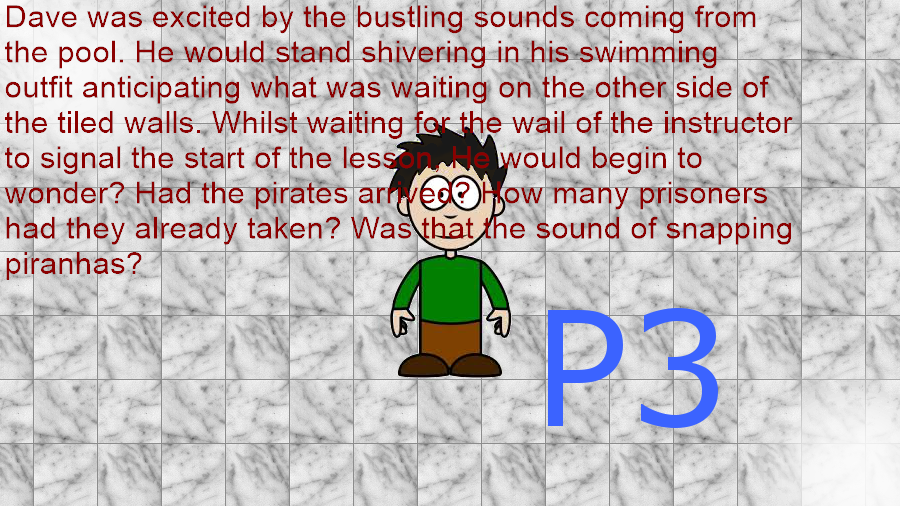 Dave was excited by the bustling sounds coming from
the pool. He would stand shivering in his swimming
outfit anticipating what was waiting on the other side of
the tiled walls. Whilst waiting for the wail of the instructor
to signal the start of the lesson, He would begin to
wonder? Had the pirates arrived? How many prisoners
had they already taken? Was that the sound of snapping
piranhas?
P3